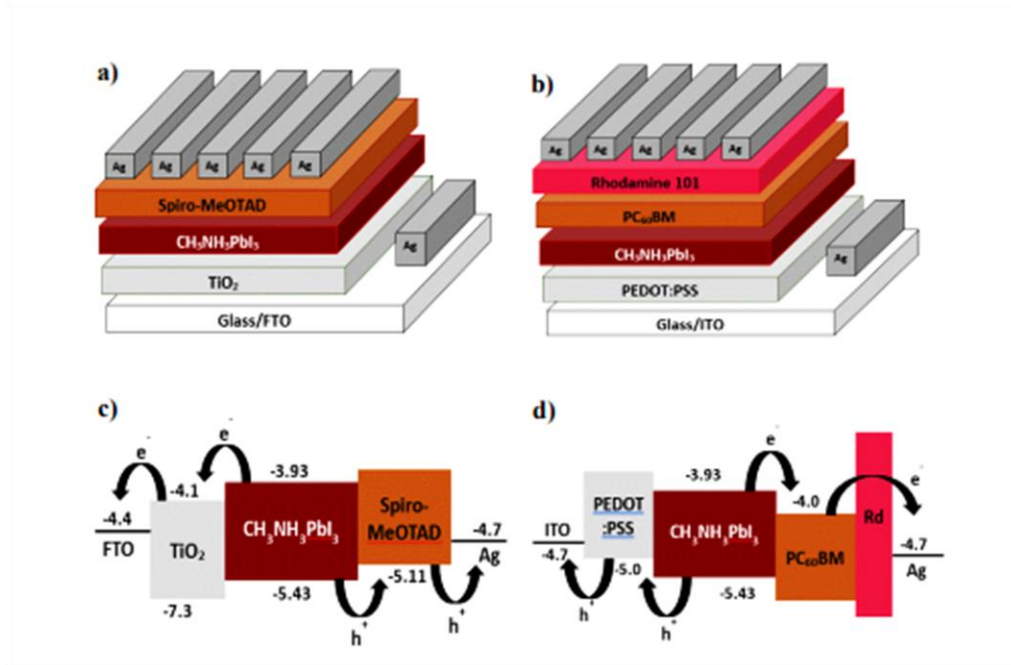 a)
Ag Ag Ag Ag Ag
Spiro-MeOTAD
CH₃NH₃PbI₃
Ag
TiO₂
Glass/FTO
b)
Ag Ag Ag Ag Ag
Rhodamine 101
PC₆₀BM
CH₃NH₃PbI₃
Ag
PEDOT:PSS
Glass/ITO
c)
e⁻
e⁻
-4.4
FTO
-4.1
TiO₂
-7.3
-3.93
CH₃NH₃PbI₃
-5.43
h⁺
Spiro-
MeOTAD
-5.11
h⁺
-4.7
Ag
d)
ITO
-4.7
h⁺
PEDOT
:PSS
-5.0
h⁺
-3.93
CH₃NH₃PbI₃
-5.43
e⁻
-4.0
PC₆₀BM
Rd
e⁻
-4.7
Ag